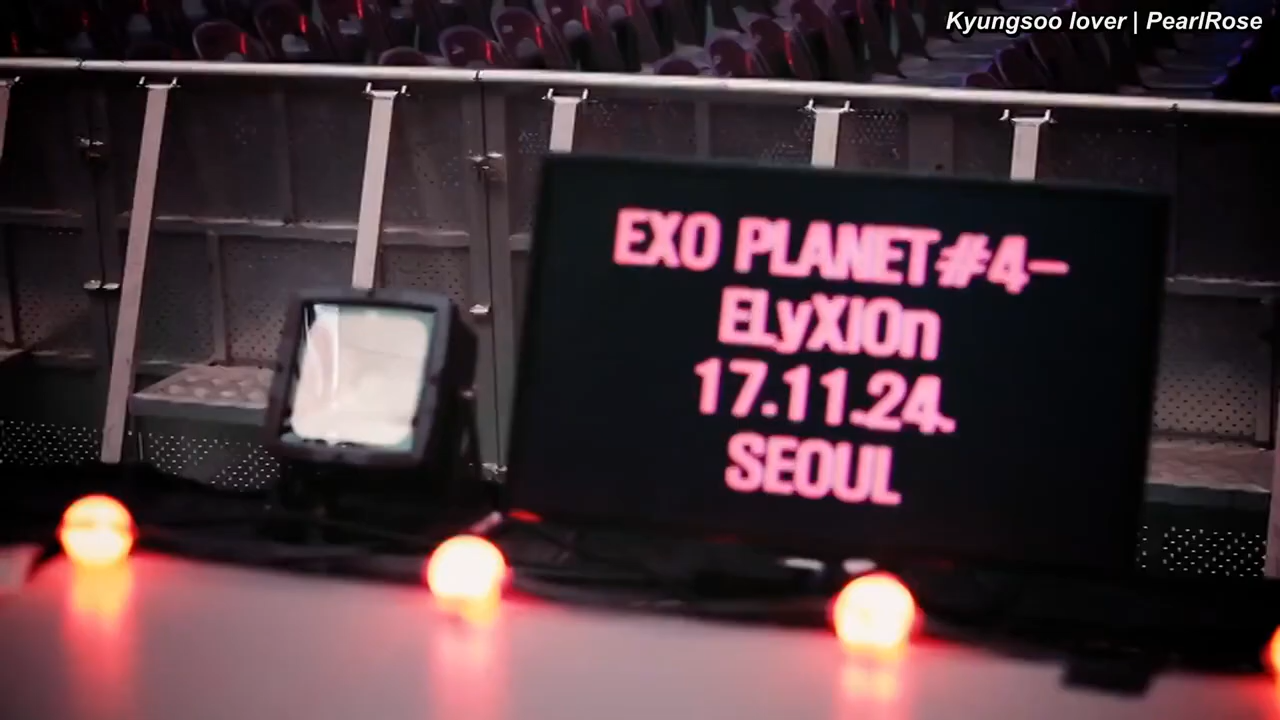 Kyungsoo lover | PearlRose
EXO PLANET #4-
ELyXiOn
17.11.24.
SEOUL